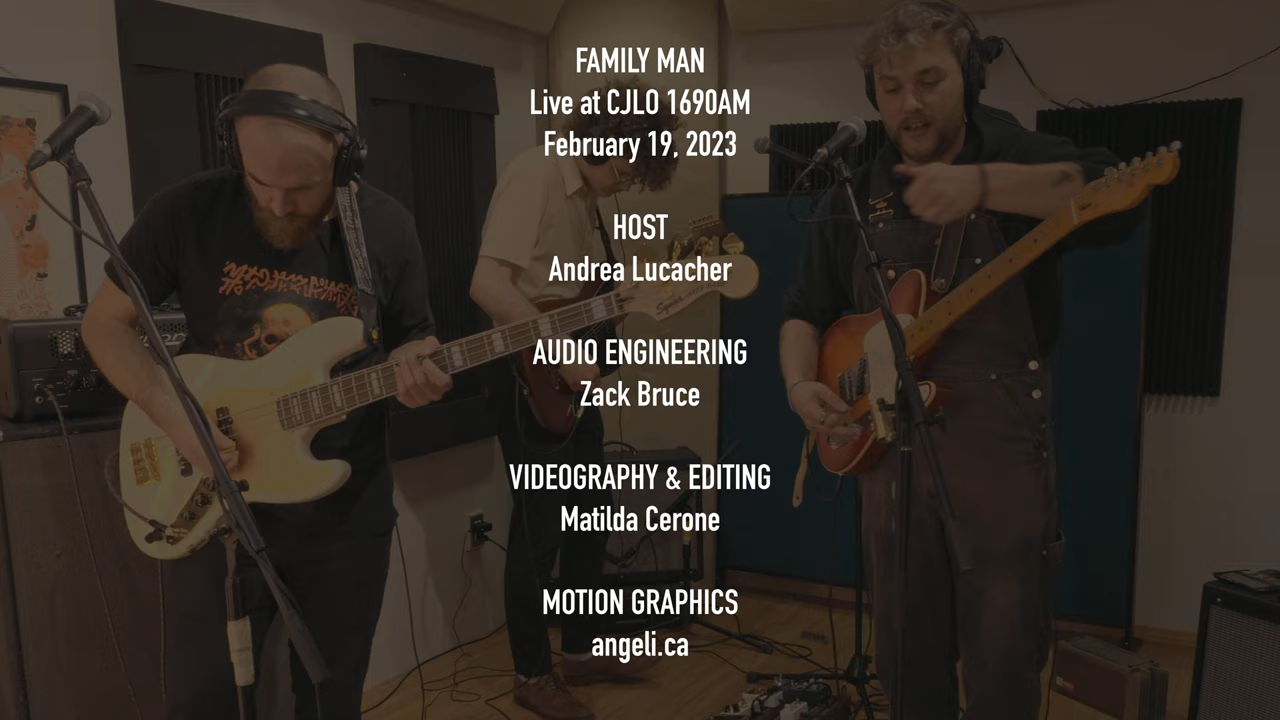 FAMILY MAN
Live at CJLO 1690AM
February 19, 2023
HOST
Andrea Lucacher
AUDIO ENGINEERING
Zack Bruce
VIDEOGRAPHY & EDITING
Matilda Cerone
MOTION GRAPHICS
angeli.ca
Squier